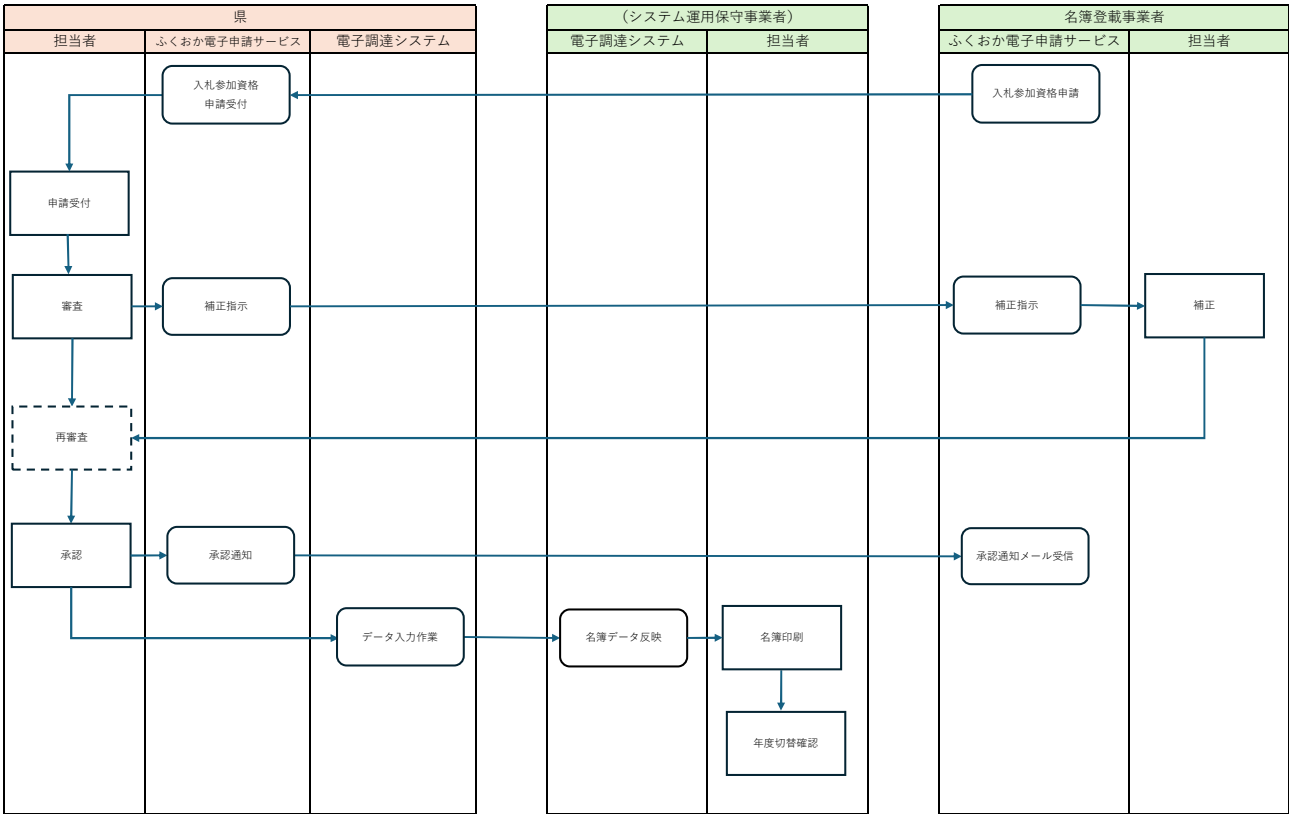 県
(システム運用保守事業者)
名簿登載事業者
担当者
ふくおか電子申請サービス
電子調達システム
電子調達システム
担当者
ふくおか電子申請サービス
担当者
入札参加資格
申請受付
入札参加資格申請
申請受付
審査
補正指示
補正指示
補正
再審査
承認
承認通知
承認通知メール受信
データ入力作業
名簿データ反映
名簿印刷
年度切替確認